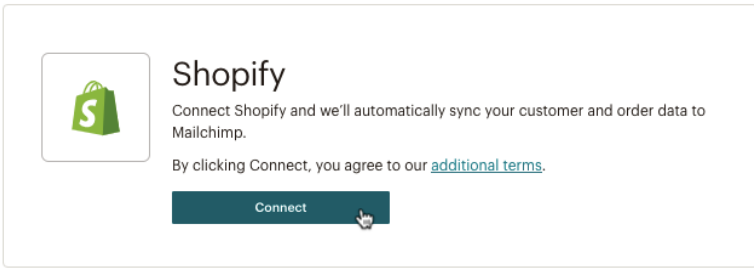 Shopify
Connect Shopify and we'll automatically sync your customer and order data to
Mailchimp.
By clicking Connect, you agree to our additional terms.
Connect